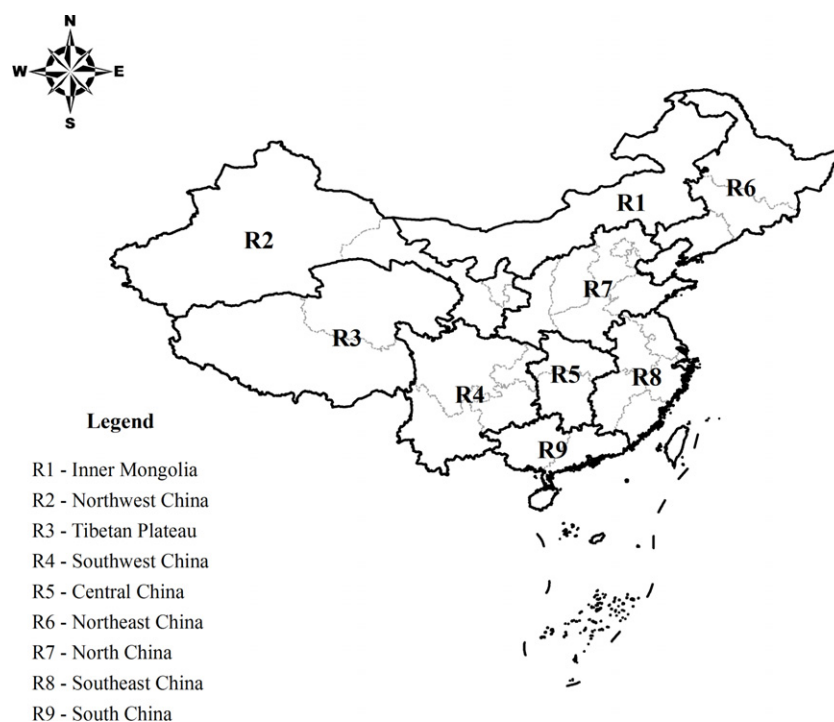 N
W E
S
R1
R6
R2
R7
R3
R5
R4
R8
R9
Legend
R1 - Inner Mongolia
R2 - Northwest China
R3 - Tibetan Plateau
R4 - Southwest China
R5 - Central China
R6 - Northeast China
R7 - North China
R8 - Southeast China
R9 - South China